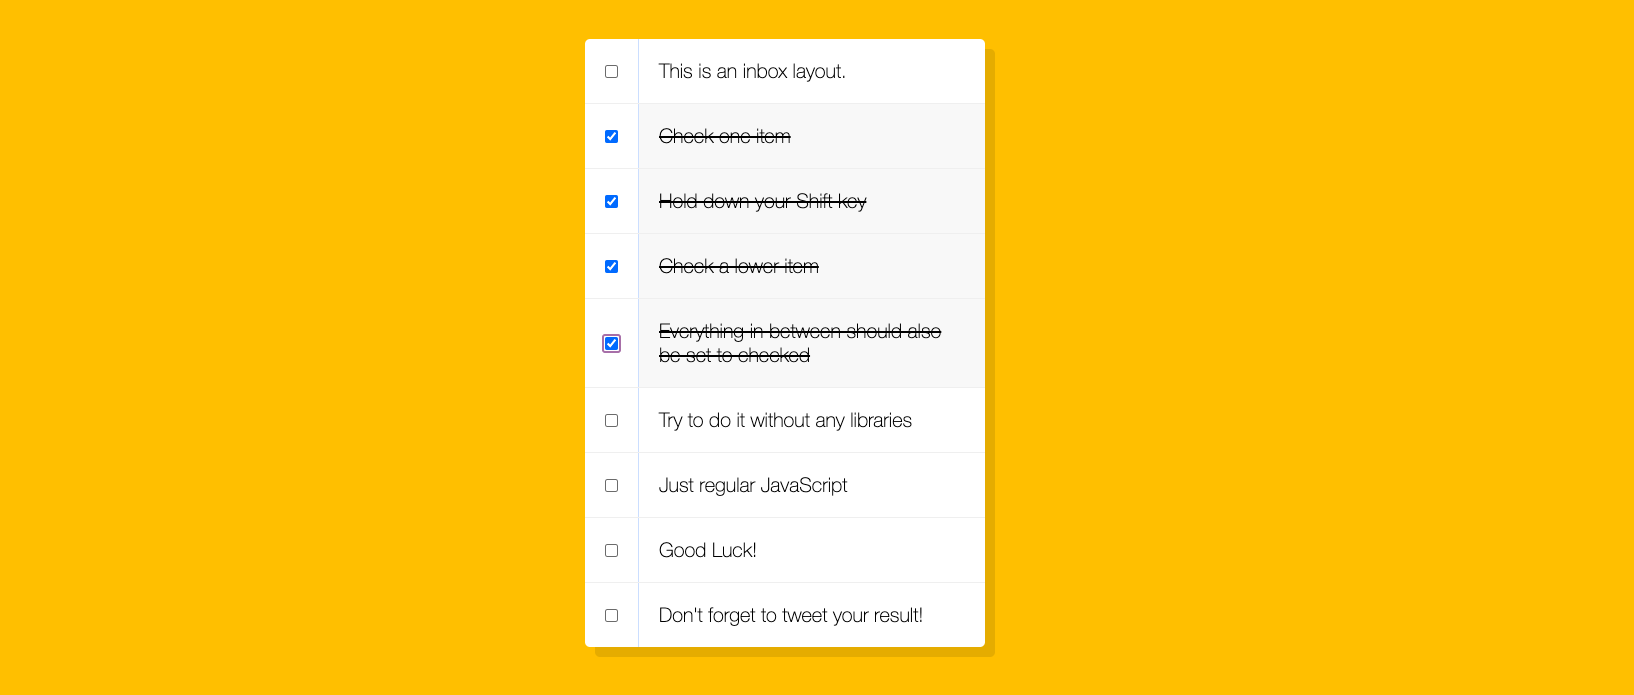 This is an inbox layout.
Check one item
Hold down your Shift key
Check a lower item
Everything in between should also
be set to checked
Try to do it without any libraries
Just regular JavaScript
Good Luck!
Don't forget to tweet your result!